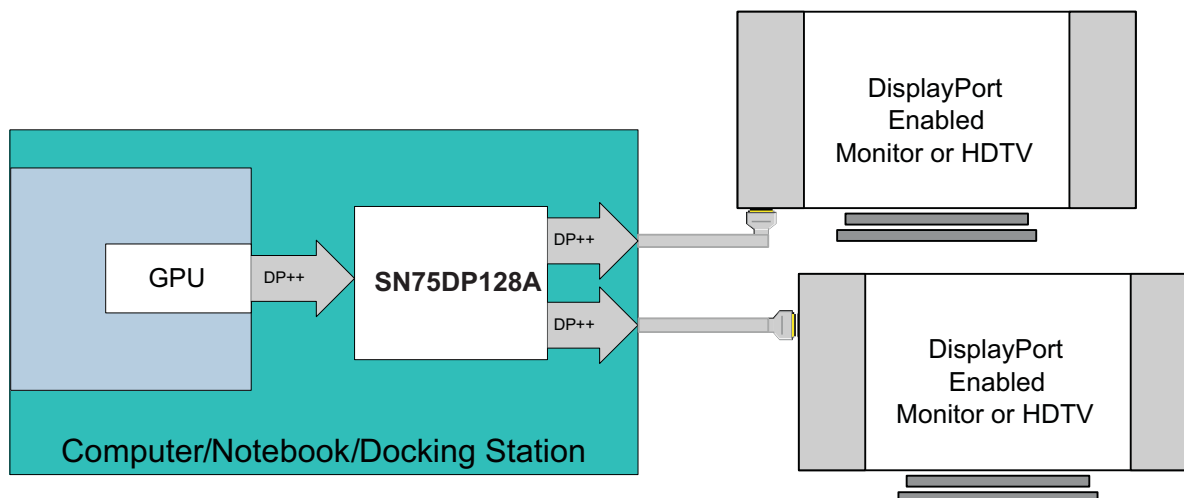 DisplayPort
Enabled
Monitor or HDTV
GPU
DP++
SN75DP128A
DP++
DP++
DisplayPort
Enabled
Monitor or HDTV
Computer/Notebook/Docking Station